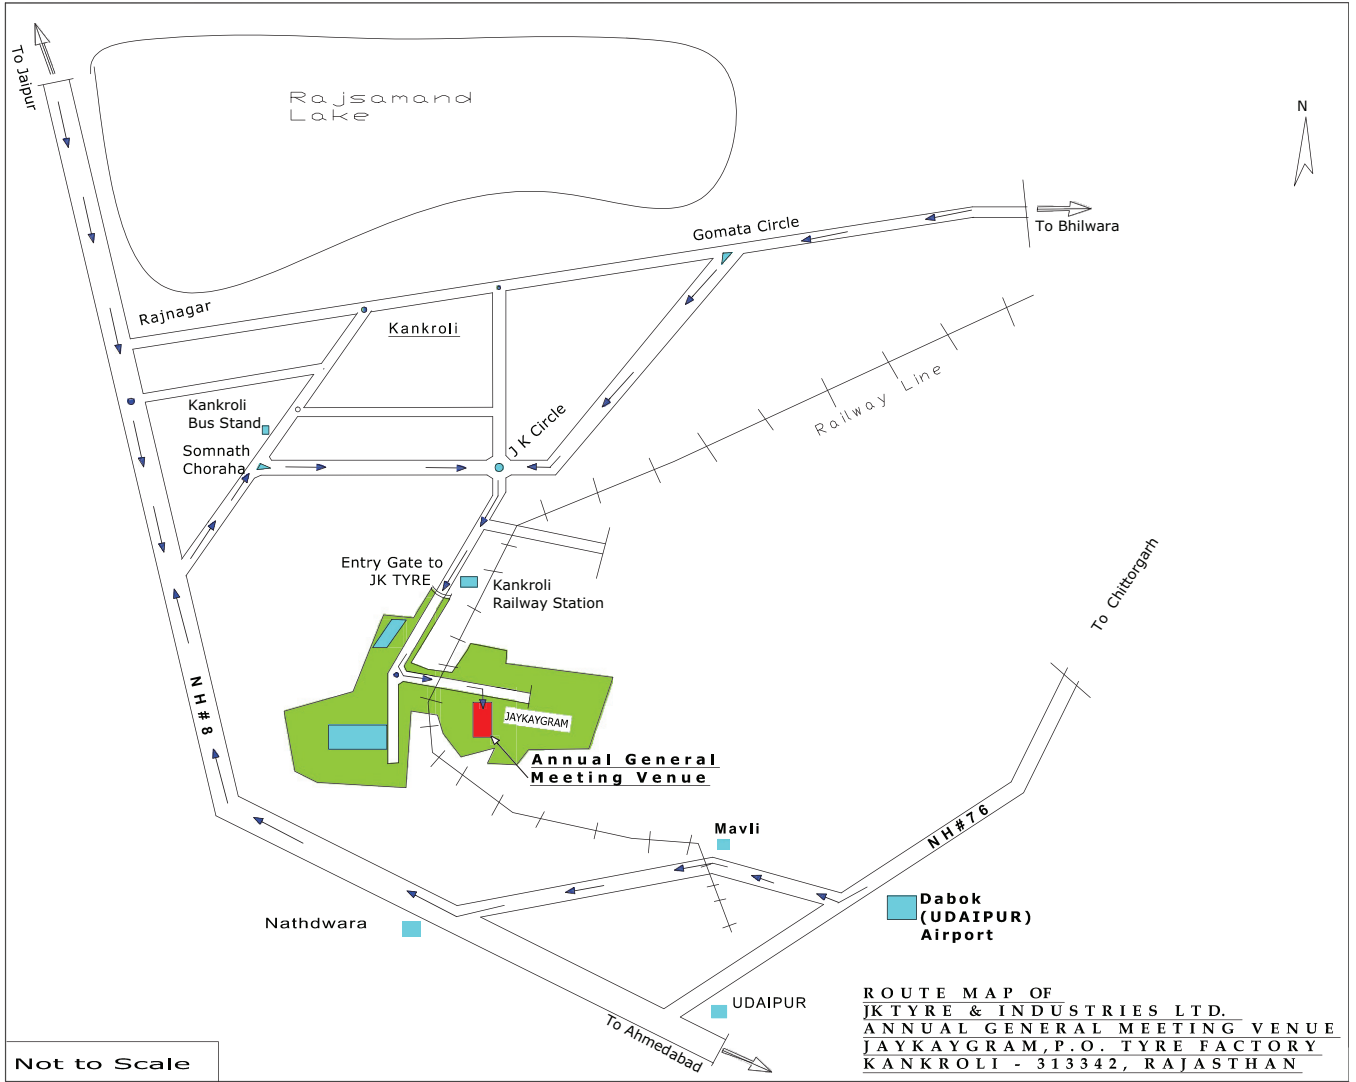 To Jaipur
Rajsamand
Lake
N
Gomata Circle
To Bhilwara
Rajnagar
Kankroli
Railway Line
Kankroli
Bus Stand
J K Circle
Somnath
Choraha
Entry Gate to
JK TYRE
Kankroli
Railway Station
To Chittorgarh
NH#8
JAYKAYGRAM
Annual General
Meeting Venue
Mavli
NH#76
Dabok
(UDAIPUR)
Airport
Nathdwara
UDAIPUR
To Ahmedabad
ROUTE MAP OF
JK TYRE & INDUSTRIES LTD.
ANNUAL GENERAL MEETING VENUE
JAYKAYGRAM, P.O. TYRE FACTORY
KANKROLI - 313342, RAJASTHAN
Not to Scale